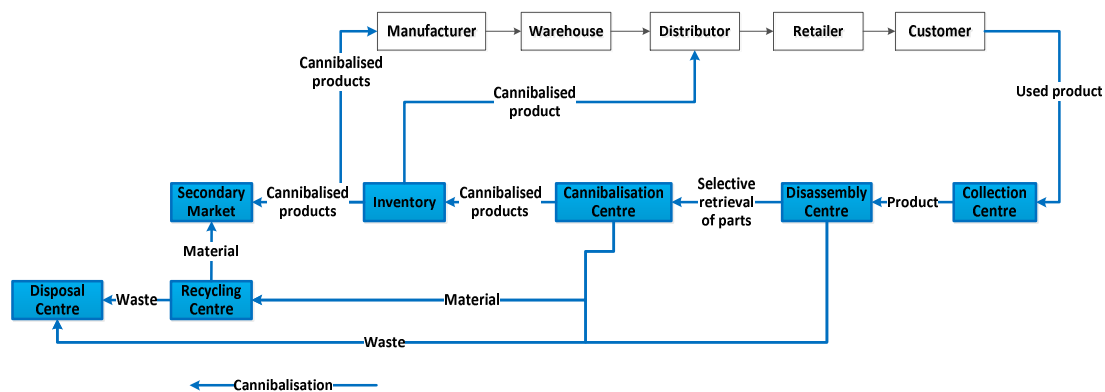 Manufacturer
Warehouse
Distributor
Retailer
Customer
Cannibalised
products
Cannibalised
product
Used product
Secondary
Market
Cannibalised
products
Inventory
Cannibalised
products
Cannibalisation
Centre
Selective
retrieval
of parts
Disassembly
Centre
Product
Collection
Centre
Material
Disposal
Centre
Waste
Recycling
Centre
Material
Waste
Cannibalisation